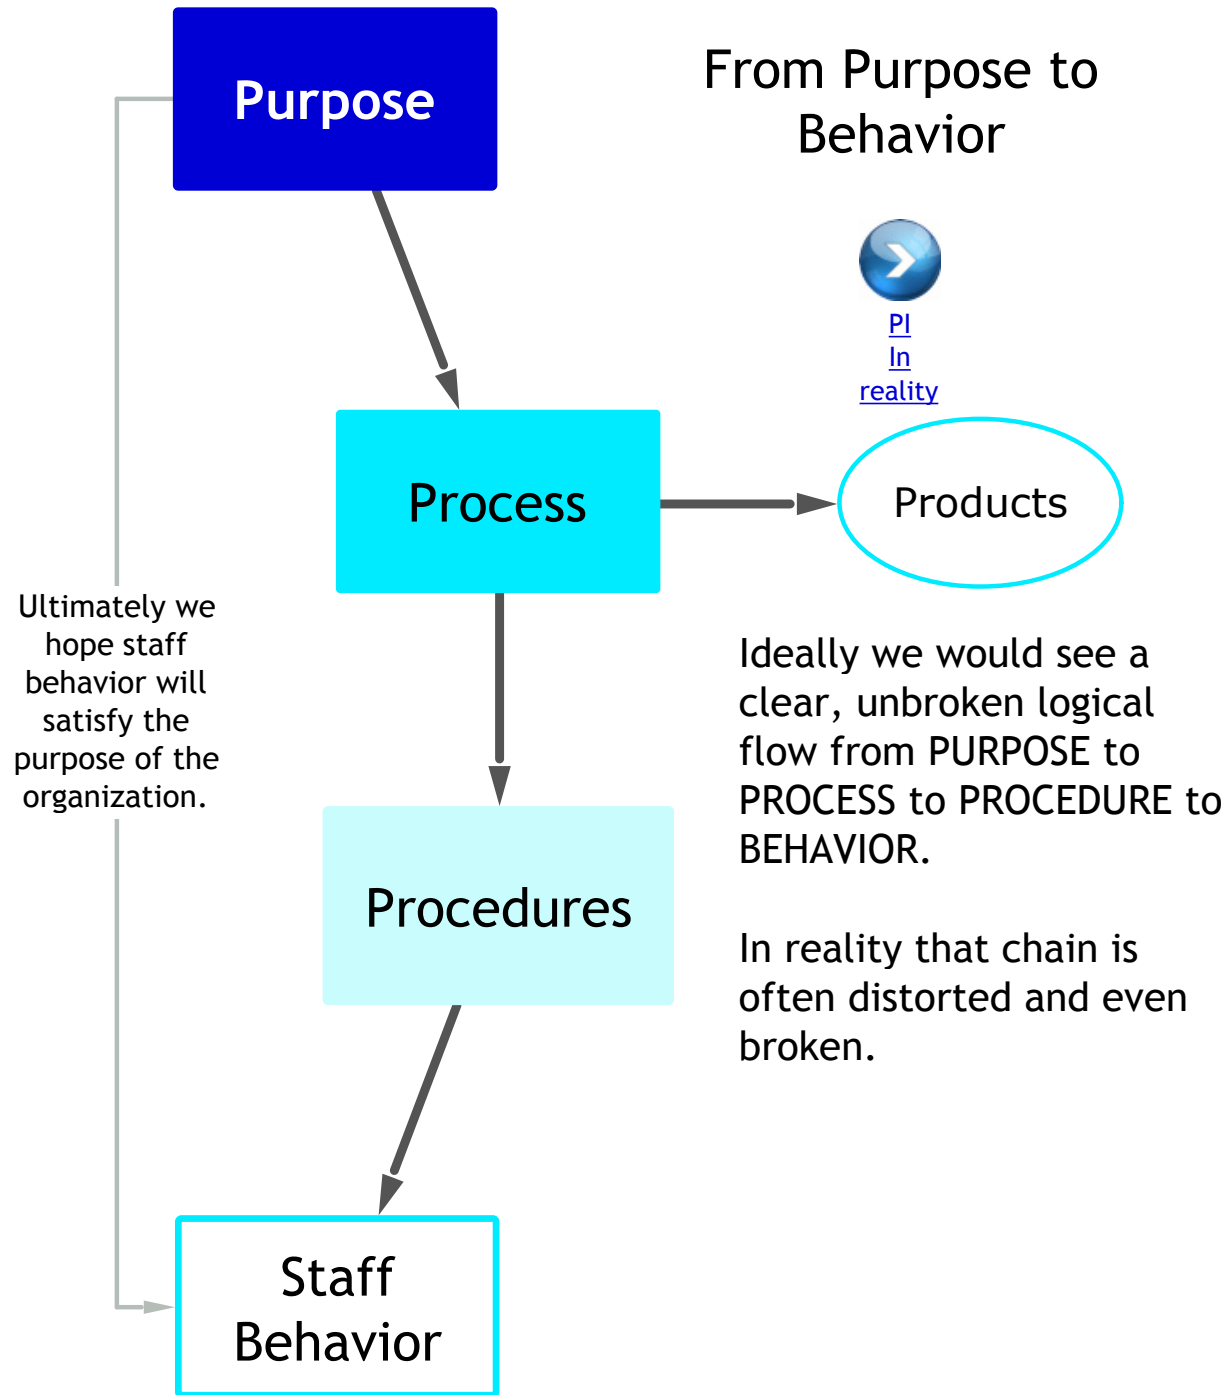 From Purpose to
Behavior
Purpose
PI
In
reality
Process
Products
Ultimately we
hope staff
behavior will
satisfy the
purpose of the
organization.
Ideally we would see a
clear, unbroken logical
flow from PURPOSE to
PROCESS to PROCEDURE to
BEHAVIOR.
In reality that chain is
often distorted and even
broken.
Procedures
Staff
Behavior